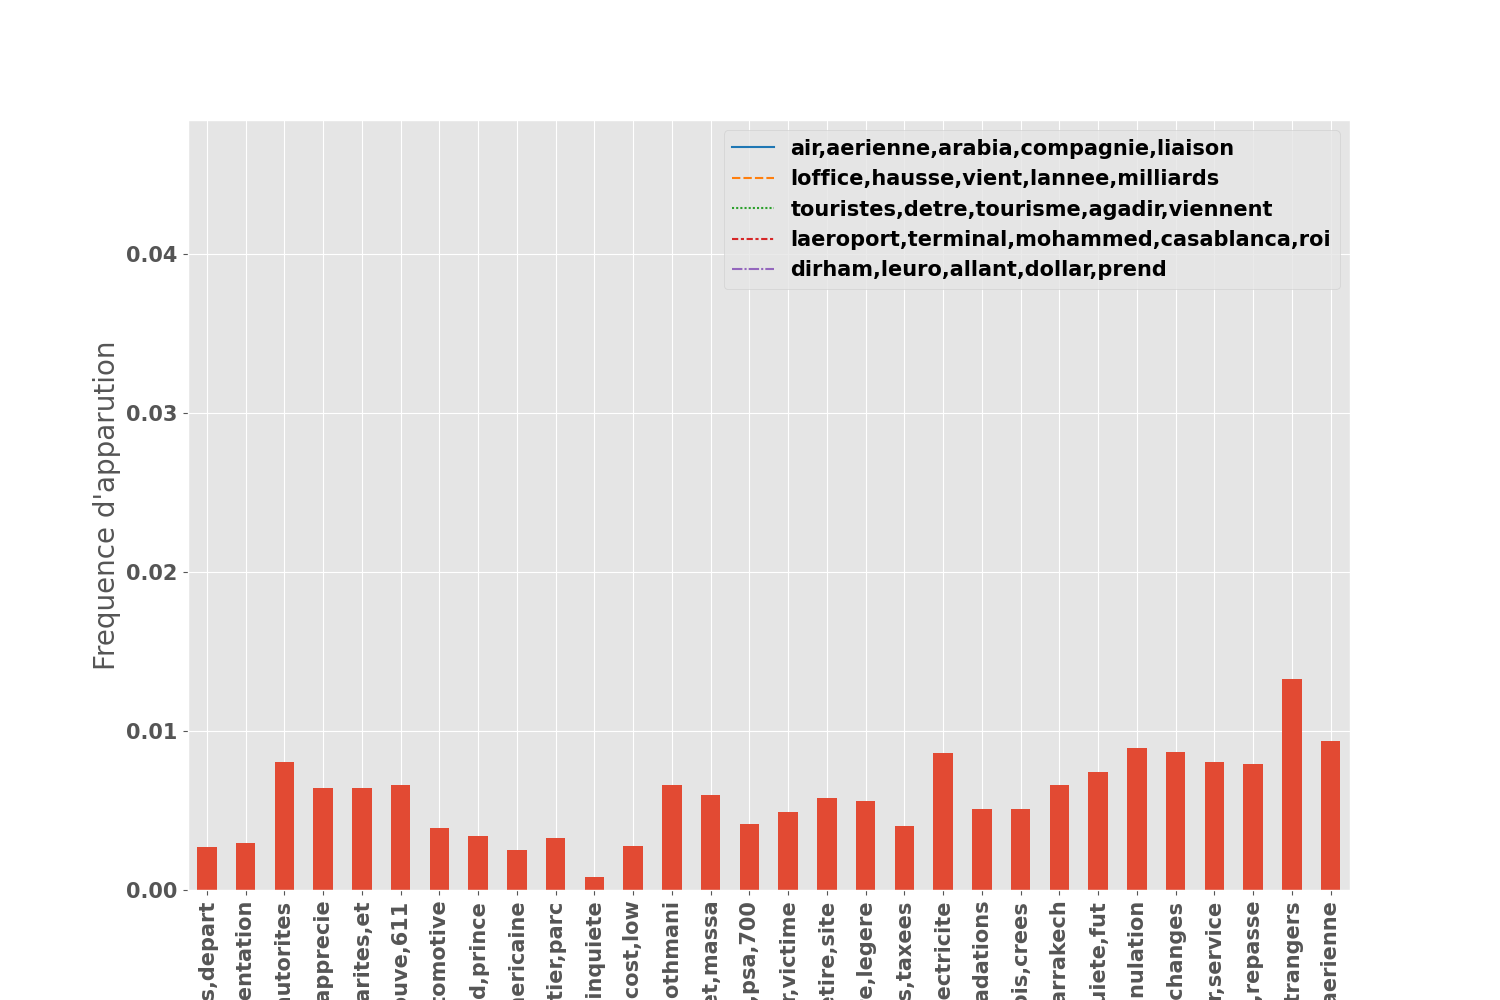 air,aerienne,arabia,compagnie,liaison
loffice,hausse,vient,lannee,milliards
touristes,detre,tourisme,agadir,viennent
laeroport,terminal,mohammed,casablanca,roi
dirham,leuro,allant,dollar,prend
Frequence d'apparution
0.04
0.03
0.02
0.01
0.00
s,depart
entation
autorites
apprecie
arites,et
ouve,611
tomotive
d,prince
nericaine
tier,parc
inquiete
cost,low
othmani
et,massa
,psa,700
r,victime
etire,site
e,legere
s,taxees
ectricite
adations
ois,crees
arrakech
uiete,fut
nulation
changes
r,service
,repasse
trangers
aerienne